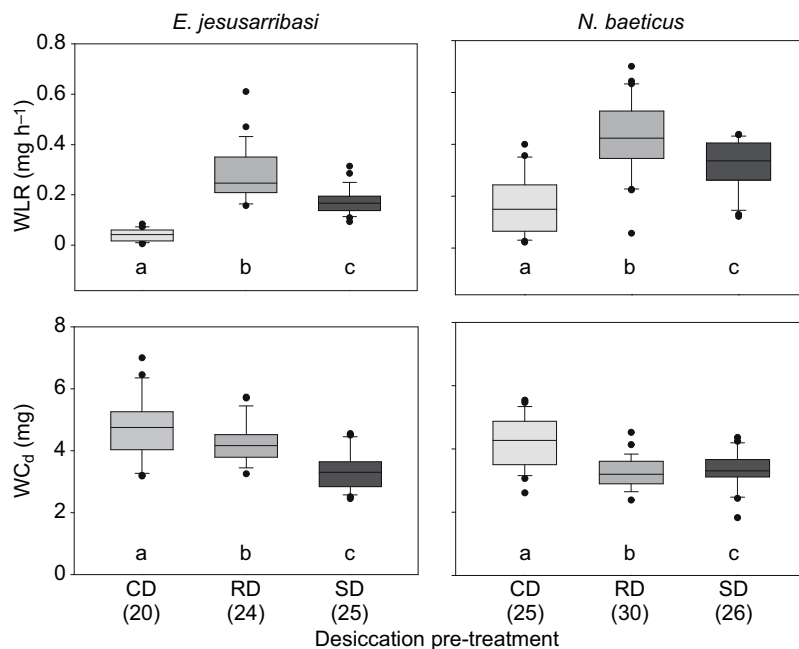 E. jesusarribasi
N. baeticus
WLR (mg h⁻¹)
0.8
0.6
0.4
0.2
0
a b c
a b c
WC_d (mg)
8
6
4
2
0
a b c
a b c
CD RD SD
(20) (24) (25)
CD RD SD
(25) (30) (26)
Desiccation pre-treatment